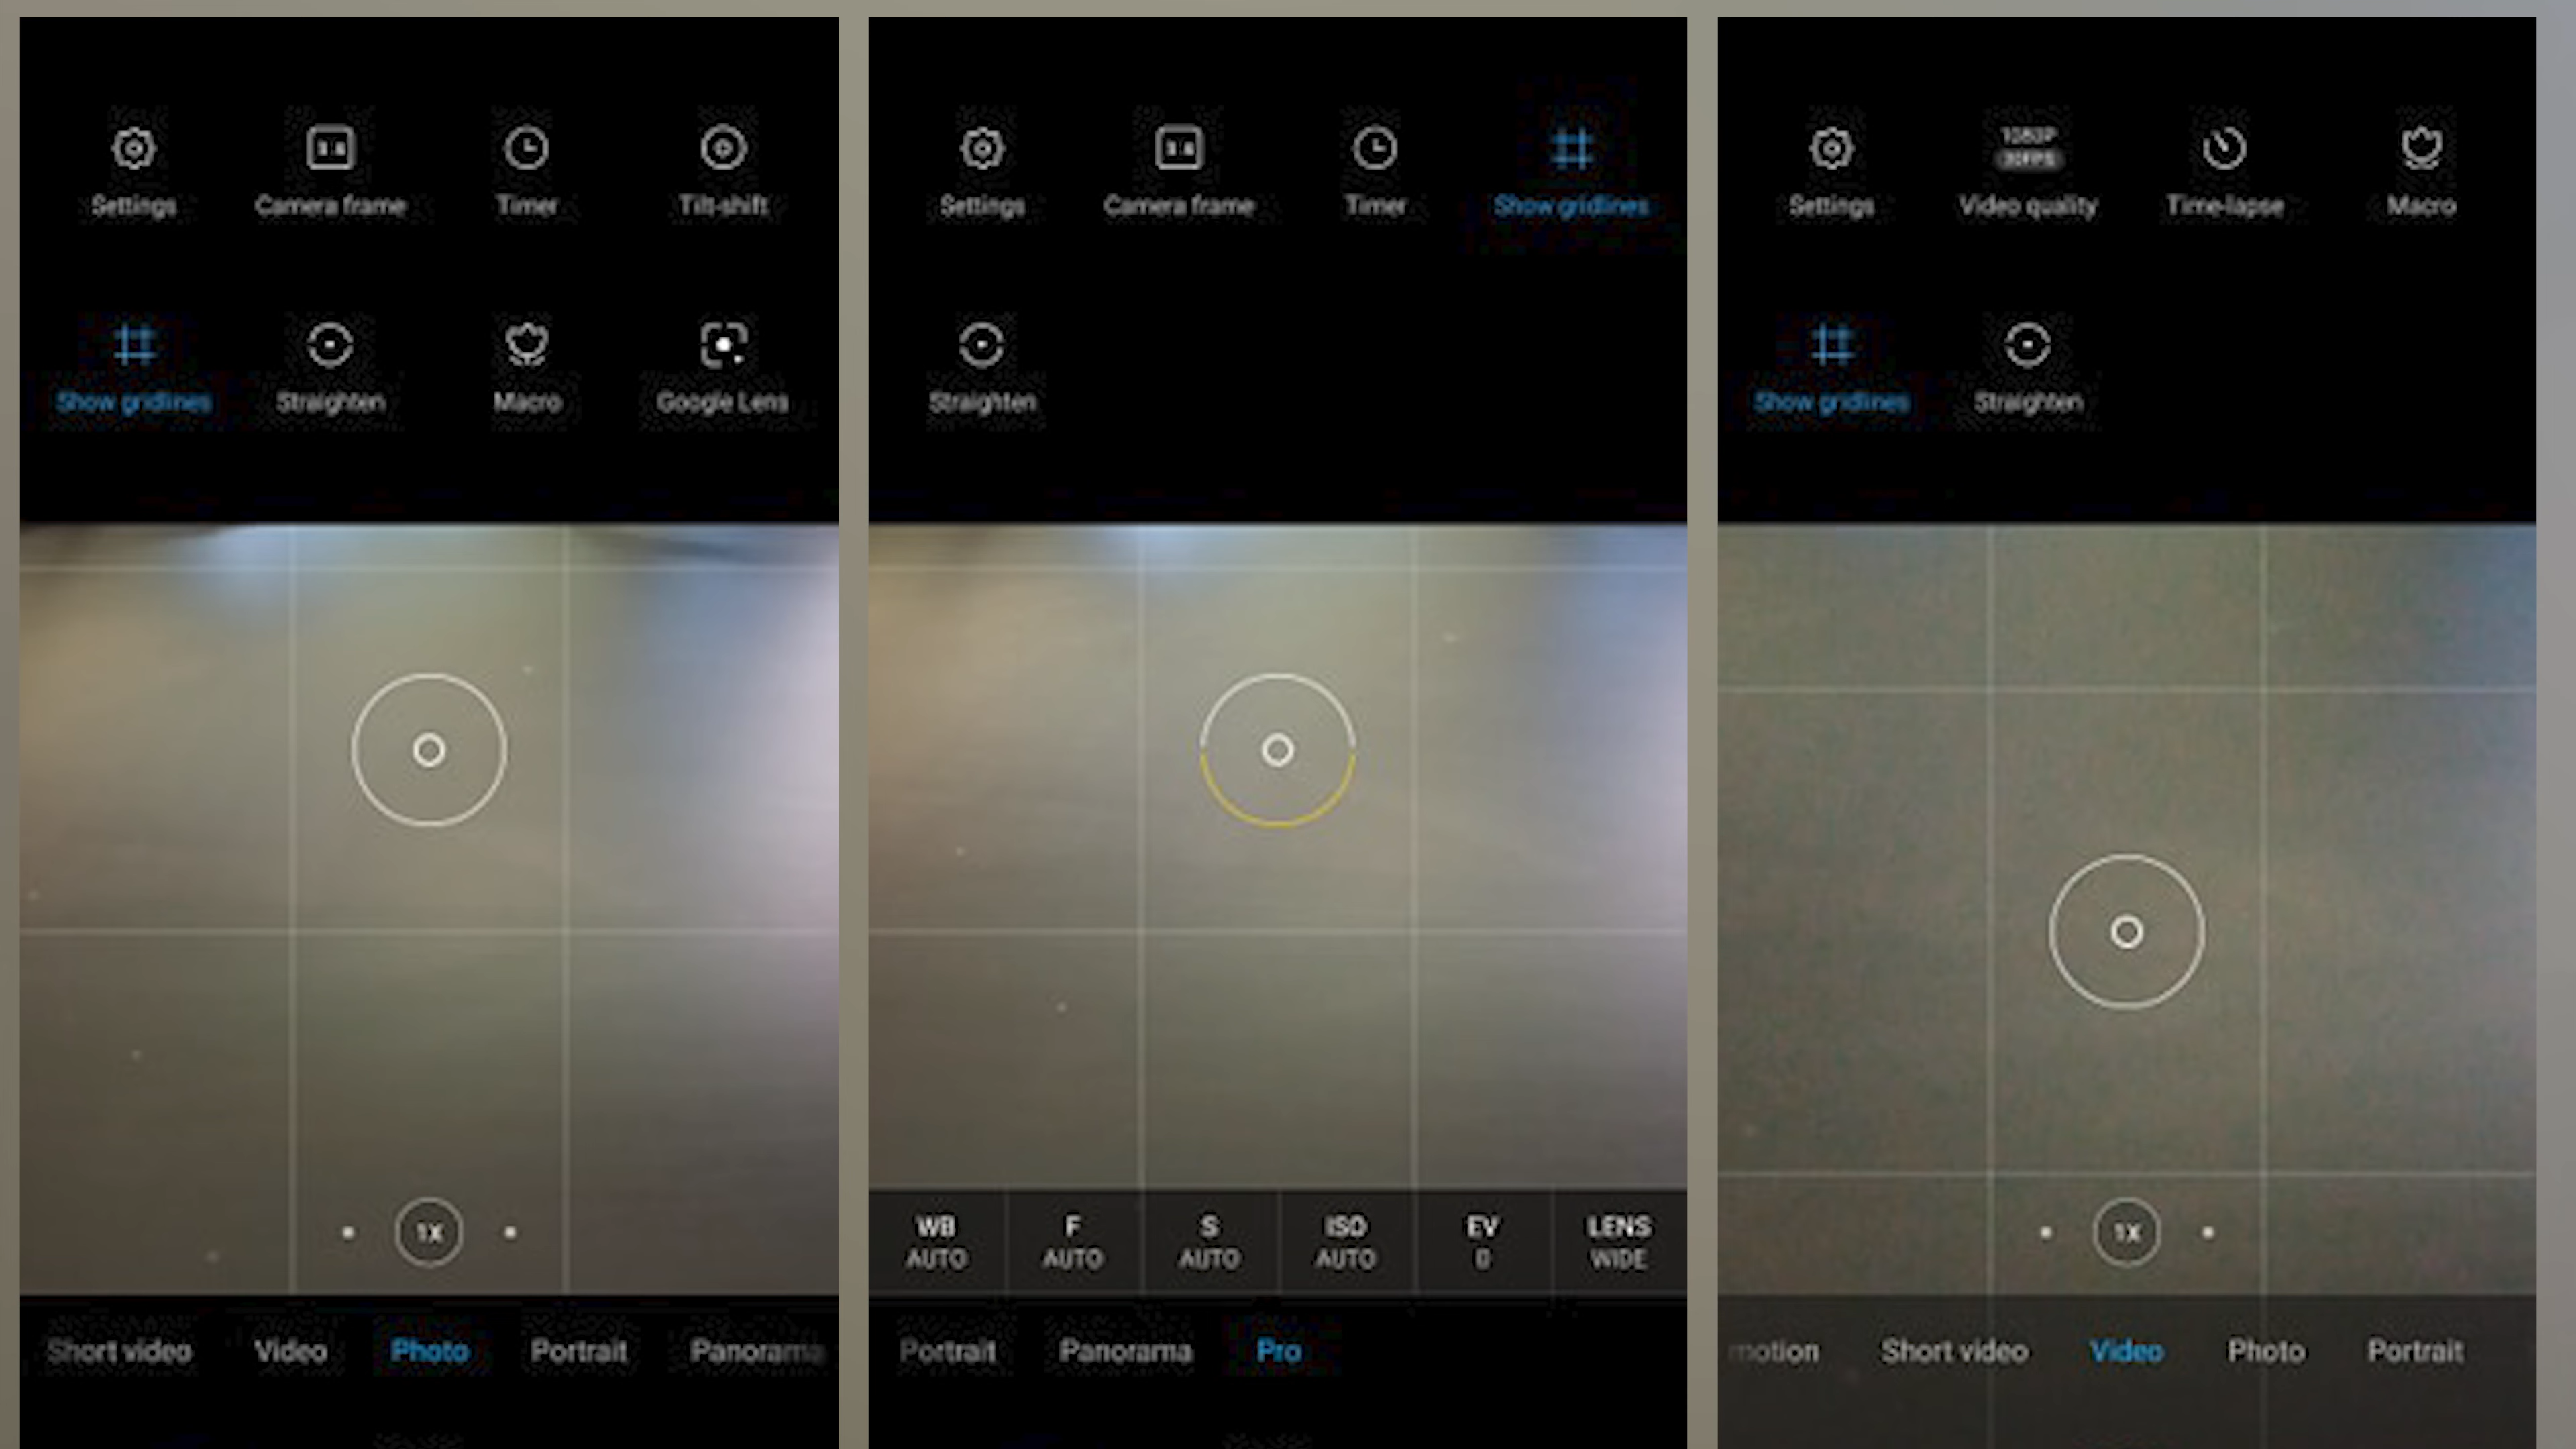 Settings Camera frame Timer Tilt-shift
Show gridlines Straighten Macro Google Lens
1X
Short video Video Photo Portrait Panorama
Settings Camera frame Timer Show gridlines
Straighten
WB F S ISO EV LENS
AUTO AUTO AUTO AUTO 0 WIDE
Portrait Panorama Pro
1080P
30FPS
Settings Video quality Time-lapse Macro
Show gridlines Straighten
1X
motion Short video Video Photo Portrait